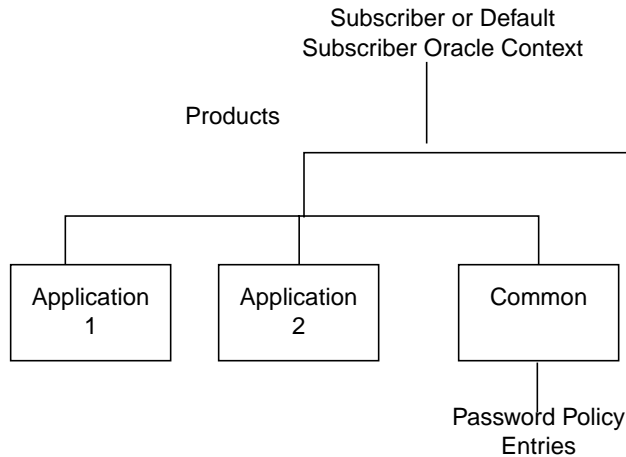 Subscriber or Default
Subscriber Oracle Context
Products
Application
1
Application
2
Common
Password Policy
Entries